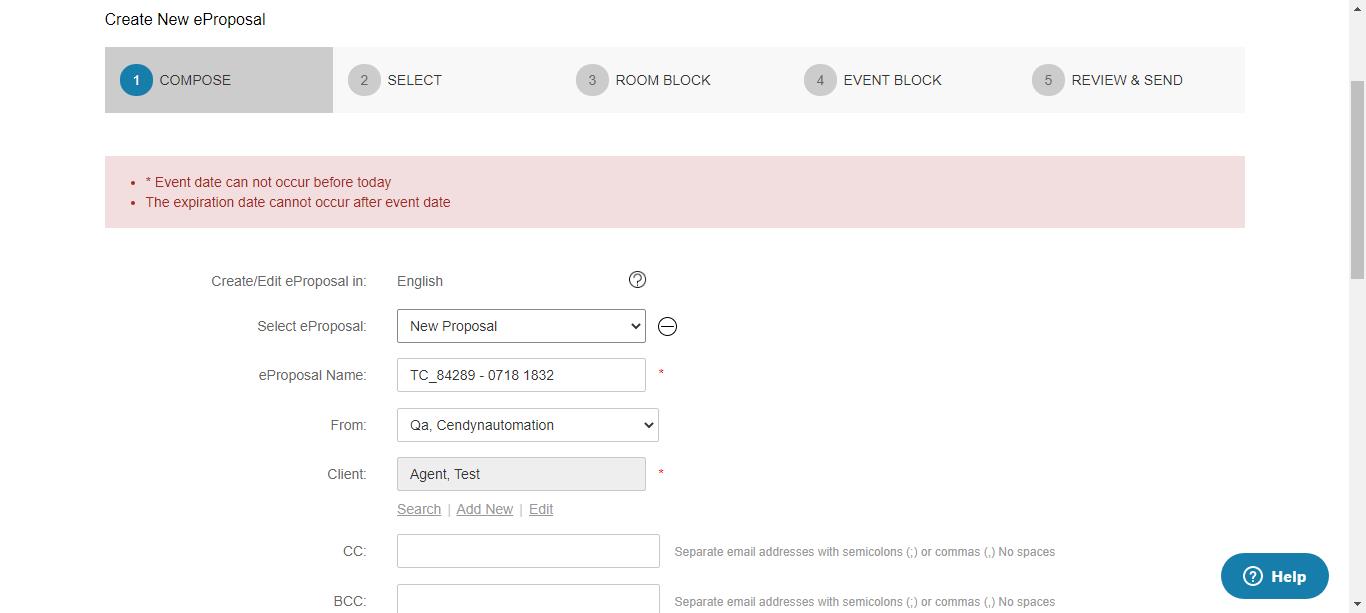 Create New eProposal
1 COMPOSE 2 SELECT 3 ROOM BLOCK 4 EVENT BLOCK 5 REVIEW & SEND
• * Event date can not occur before today
• The expiration date cannot occur after event date
Create/Edit eProposal in: English ?
Select eProposal: New Proposal
eProposal Name: TC_84289 - 0718 1832 *
From: Qa, Cendynautomation
Client: Agent, Test *
Search | Add New | Edit
CC: Separate email addresses with semicolons (;) or commas (,) No spaces
BCC: Separate email addresses with semicolons (;) or commas (,) No spaces
? Help